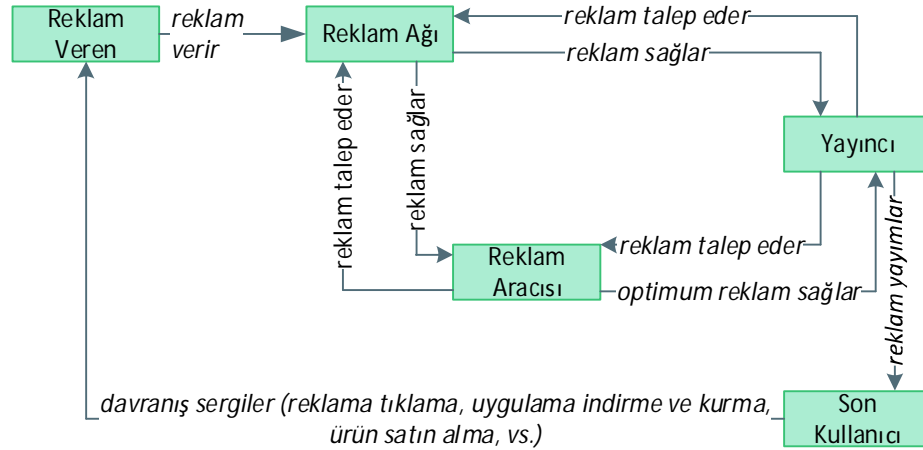 Reklam
Veren
reklam
verir
Reklam Ağı
reklam talep eder
reklam sağlar
Yayıncı
reklam talep eder
reklam sağlar
reklam talep eder
Reklam
Aracısı
optimum reklam sağlar
reklam yayımlar
davranış sergiler (reklama tıklama, uygulama indirme ve kurma,
ürün satın alma, vs.)
Son
Kullanıcı